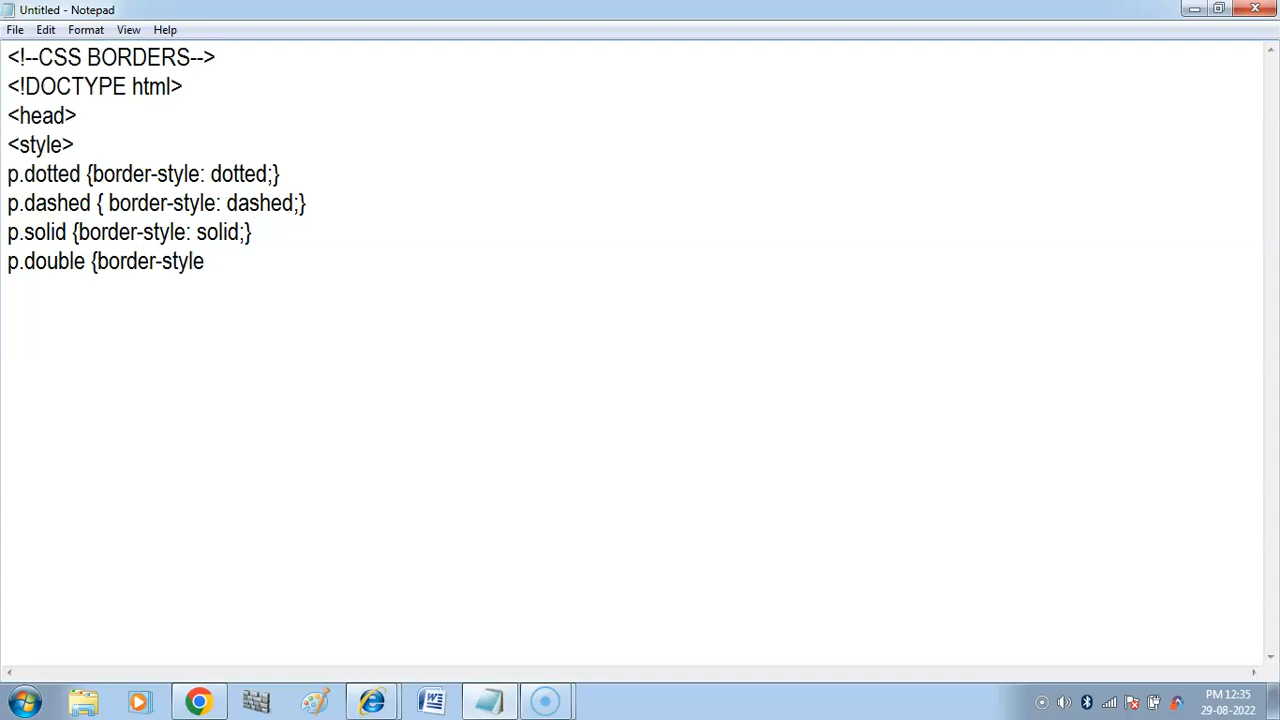 Untitled - Notepad
File Edit Format View Help
<!--CSS BORDERS-->
<!DOCTYPE html>
<head>
<style>
p.dotted {border-style: dotted;}
p.dashed { border-style: dashed;}
p.solid {border-style: solid;}
p.double {border-style
PM 12:35
29-08-2022